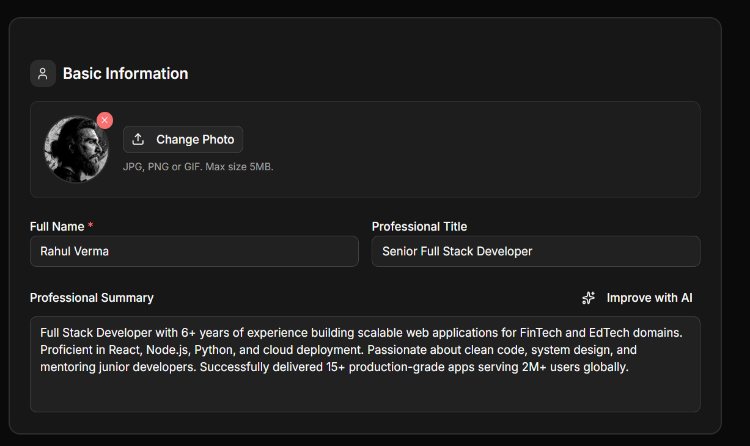 Basic Information
Change Photo
JPG, PNG or GIF. Max size 5MB.
Full Name *
Professional Title
Rahul Verma
Senior Full Stack Developer
Professional Summary
Improve with AI
Full Stack Developer with 6+ years of experience building scalable web applications for FinTech and EdTech domains.
Proficient in React, Node.js, Python, and cloud deployment. Passionate about clean code, system design, and
mentoring junior developers. Successfully delivered 15+ production-grade apps serving 2M+ users globally.